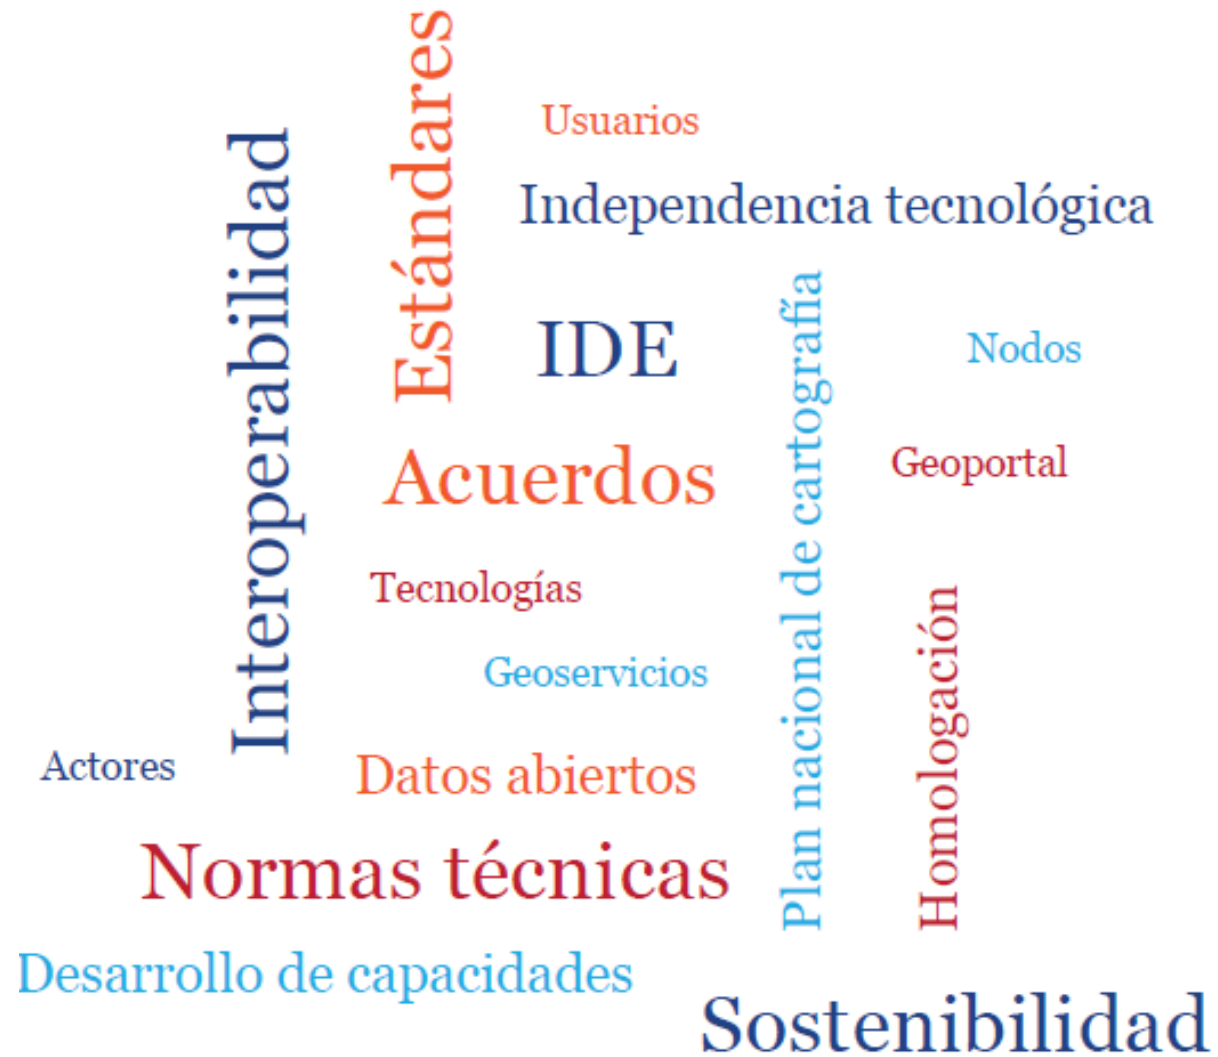 Estándares
Usuarios
Interoperabilidad
Independencia tecnológica
IDE
Plan nacional de cartografía
Nodos
Acuerdos
Geoportal
Tecnologías
Homologación
Geoservicios
Actores
Datos abiertos
Normas técnicas
Desarrollo de capacidades
Sostenibilidad